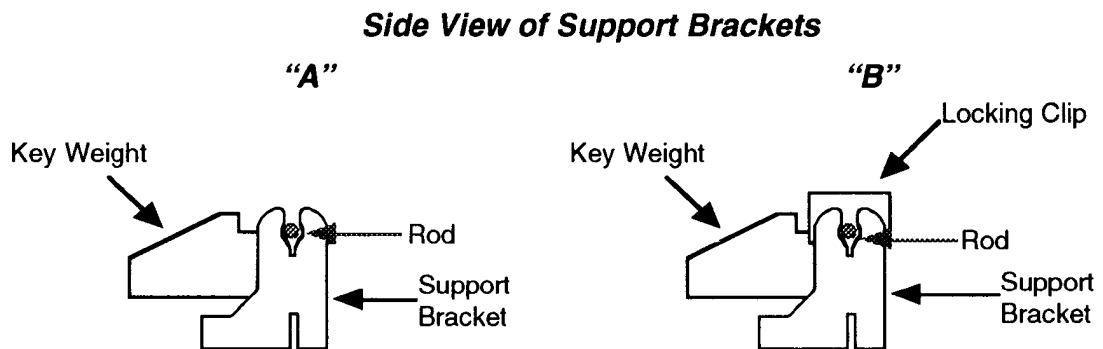 Side View of Support Brackets
“A”
“B”
Locking Clip
Key Weight
Key Weight
Rod
Rod
Support
Bracket
Support
Bracket